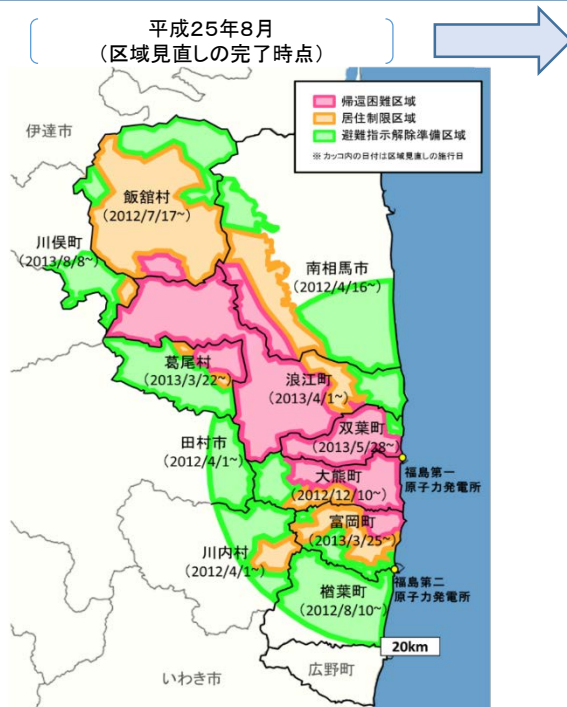 平成25年8月
(区域見直しの完了時点)
帰還困難区域
居住制限区域
避難指示解除準備区域
※ カッコ内の日付は区域見直しの施行日
伊達市
飯舘村
(2012/7/17~)
川俣町
(2013/8/8~)
南相馬市
(2012/4/16~)
葛尾村
(2013/3/22~)
浪江町
(2013/4/1~)
双葉町
(2013/5/28~)
田村市
(2012/4/1~)
大熊町
(2012/12/10~)
福島第一
原子力発電所
富岡町
(2013/3/25~)
川内村
(2012/4/1~)
福島第二
原子力発電所
楢葉町
(2012/8/10~)
20km
広野町
いわき市